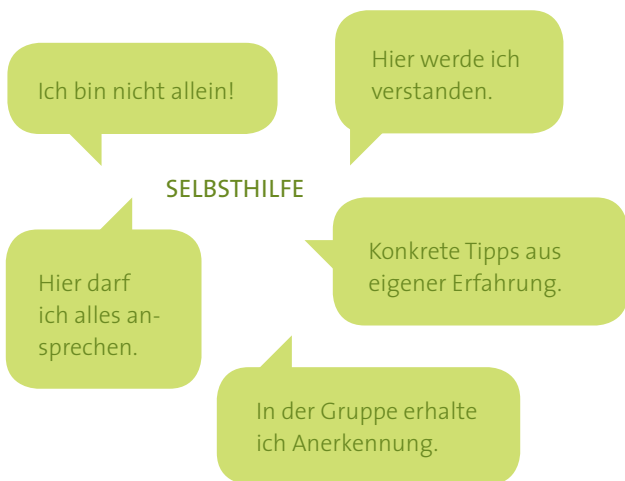 Ich bin nicht allein!
Hier werde ich
verstanden.
SELBSTHILFE
Konkrete Tipps aus
eigener Erfahrung.
Hier darf
ich alles an-
sprechen.
In der Gruppe erhalte
ich Anerkennung.